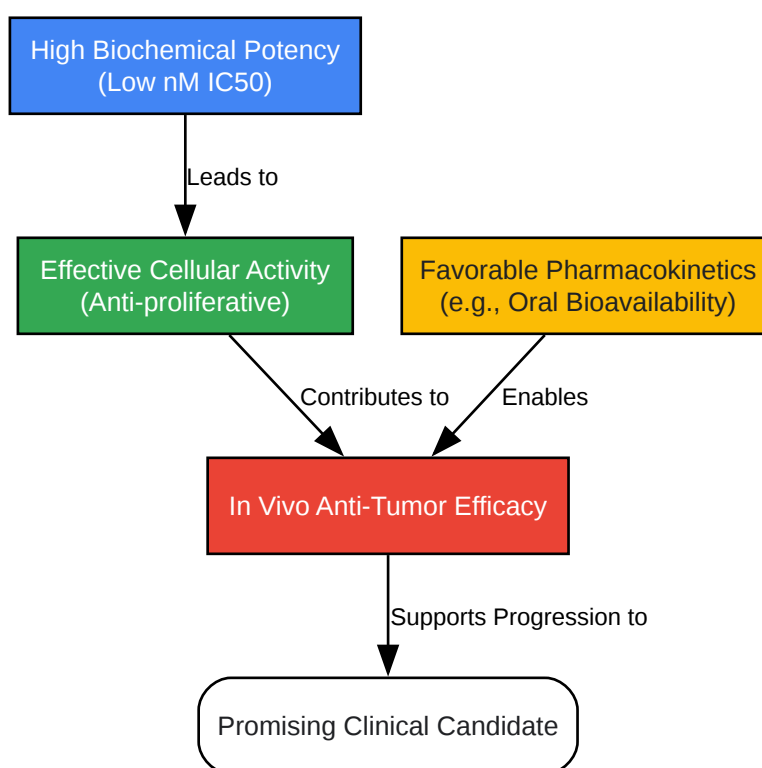 High Biochemical Potency
(Low nM IC50)
Leads to
Effective Cellular Activity
(Anti-proliferative)
Favorable Pharmacokinetics
(e.g., Oral Bioavailability)
Contributes to
Enables
In Vivo Anti-Tumor Efficacy
Supports Progression to
Promising Clinical Candidate